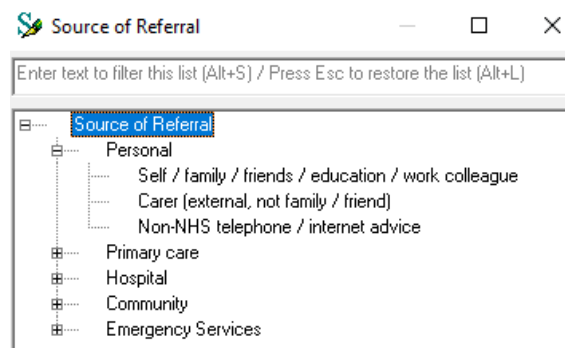 Source of Referral
Enter text to filter this list (Alt+S) / Press Esc to restore the list (Alt+L)
Source of Referral
Personal
Self / family / friends / education / work colleague
Carer (external, not family / friend)
Non-NHS telephone / internet advice
Primary care
Hospital
Community
Emergency Services